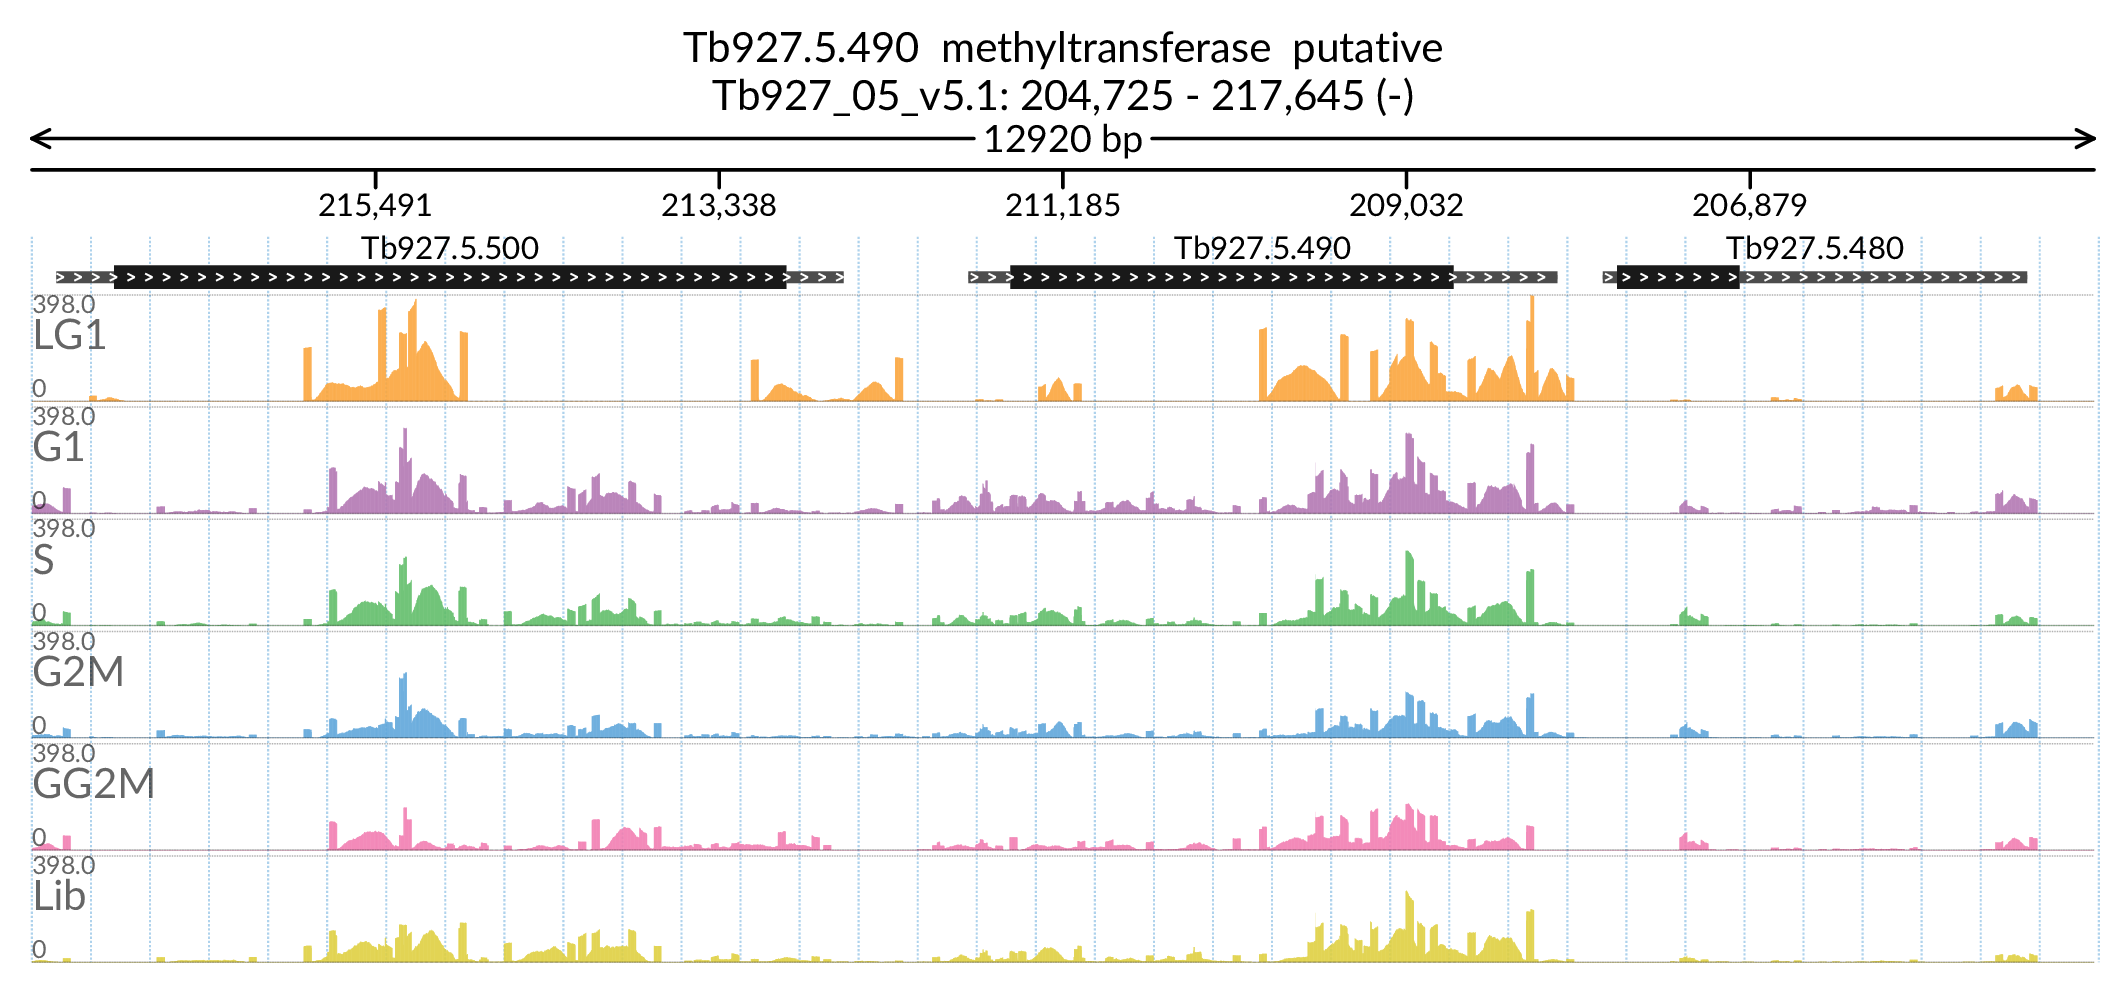 Tb927.5.490 methyltransferase putative
Tb927_05_v5.1: 204,725 - 217,645 (-)
12920 bp
215,491 213,338 211,185 209,032 206,879
Tb927.5.500 Tb927.5.490 Tb927.5.480
398.0
LG1
0
398.0
G1
0
398.0
S
0
398.0
G2M
0
398.0
GG2M
0
398.0
Lib
0